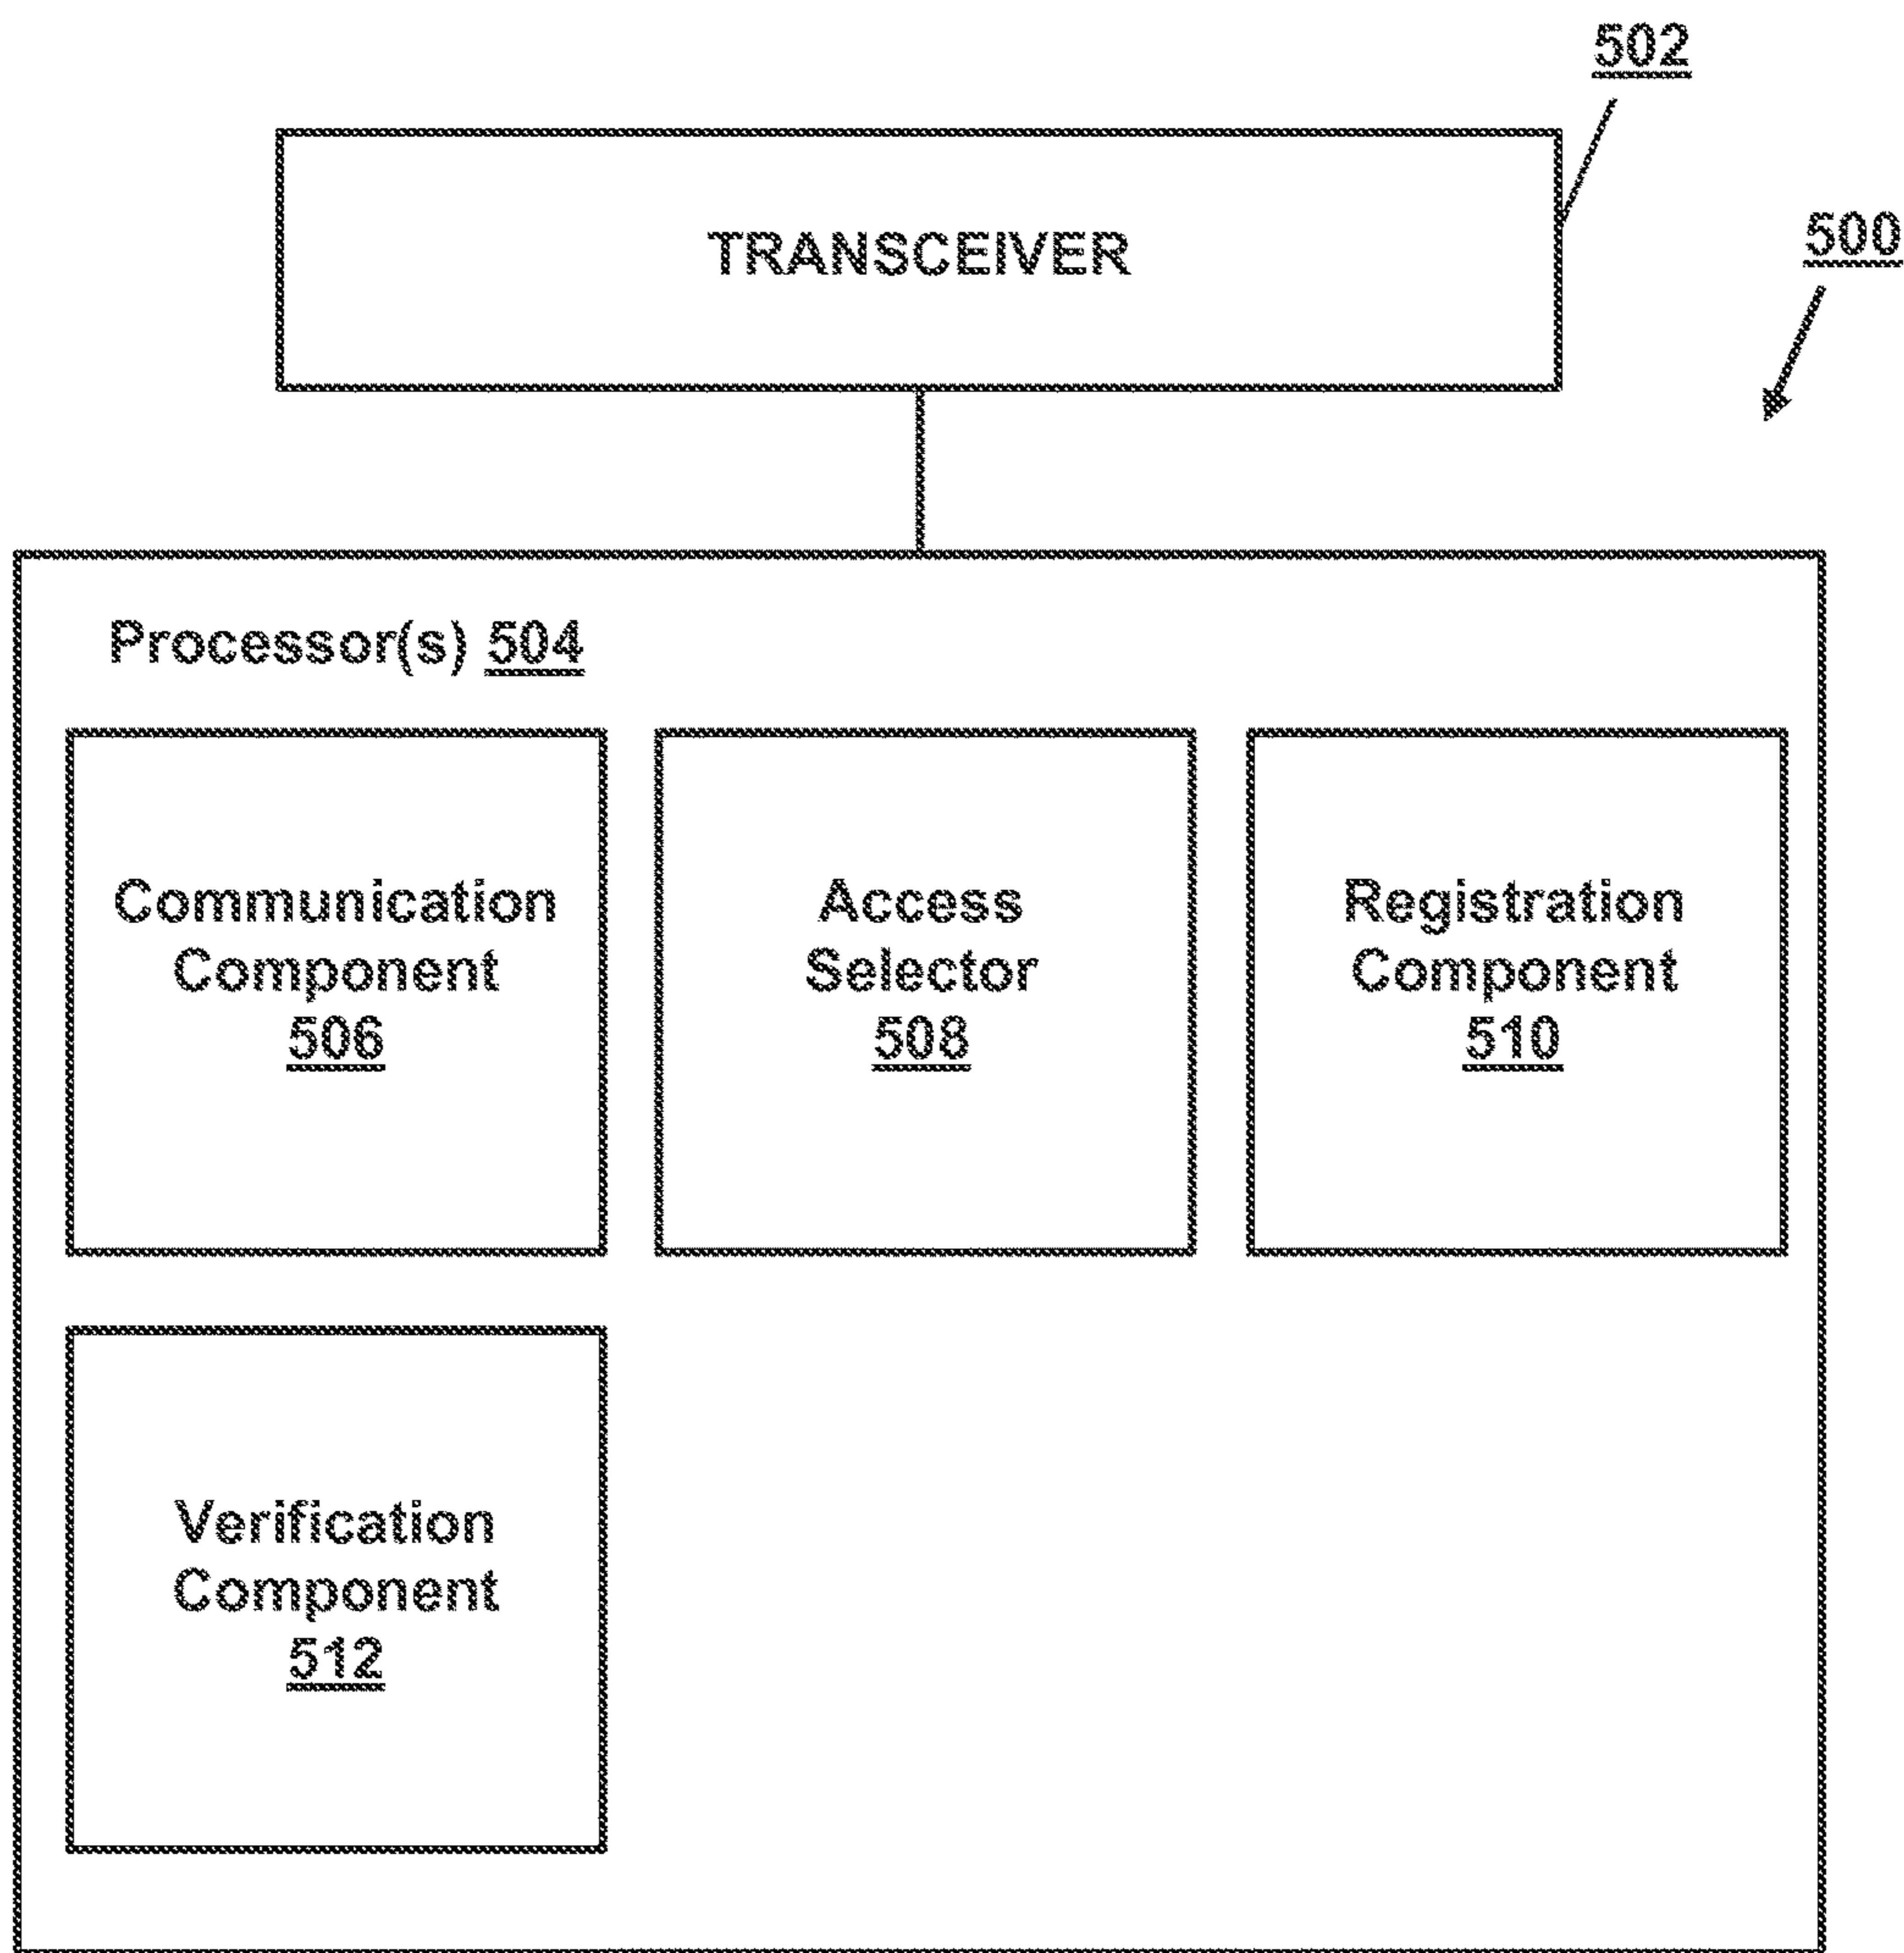 502
TRANSCEIVER
500
Processor(s) 504
Communication
Component
506
Access
Selector
508
Registration
Component
510
Verification
Component
512